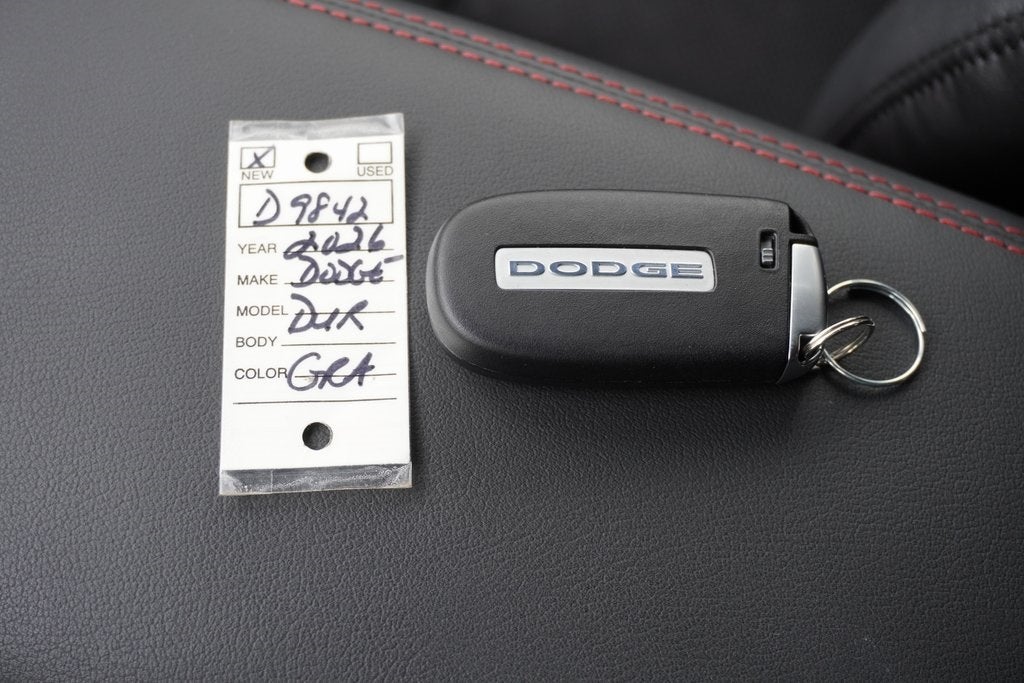 X
NEW USED
D9842
YEAR 2026
MAKE DODGE
MODEL DUR
BODY
COLOR GRA
DODGE